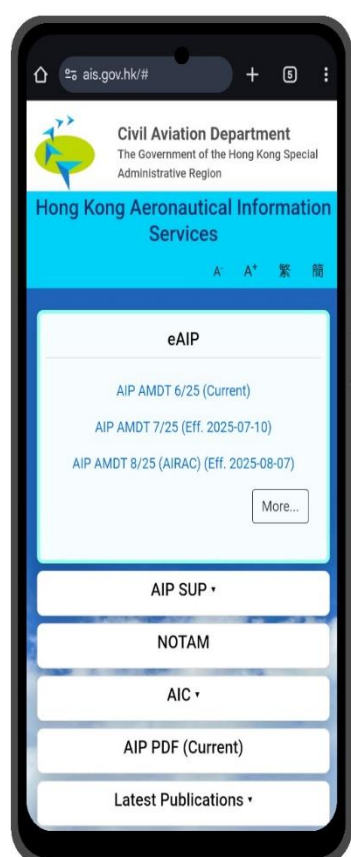 ais.gov.hk/#
5
Civil Aviation Department
The Government of the Hong Kong Special
Administrative Region
Hong Kong Aeronautical Information
Services
A- A+ 繁 簡
eAIP
AIP AMDT 6/25 (Current)
AIP AMDT 7/25 (Eff. 2025-07-10)
AIP AMDT 8/25 (AIRAC) (Eff. 2025-08-07)
More...
AIP SUP
NOTAM
AIC
AIP PDF (Current)
Latest Publications